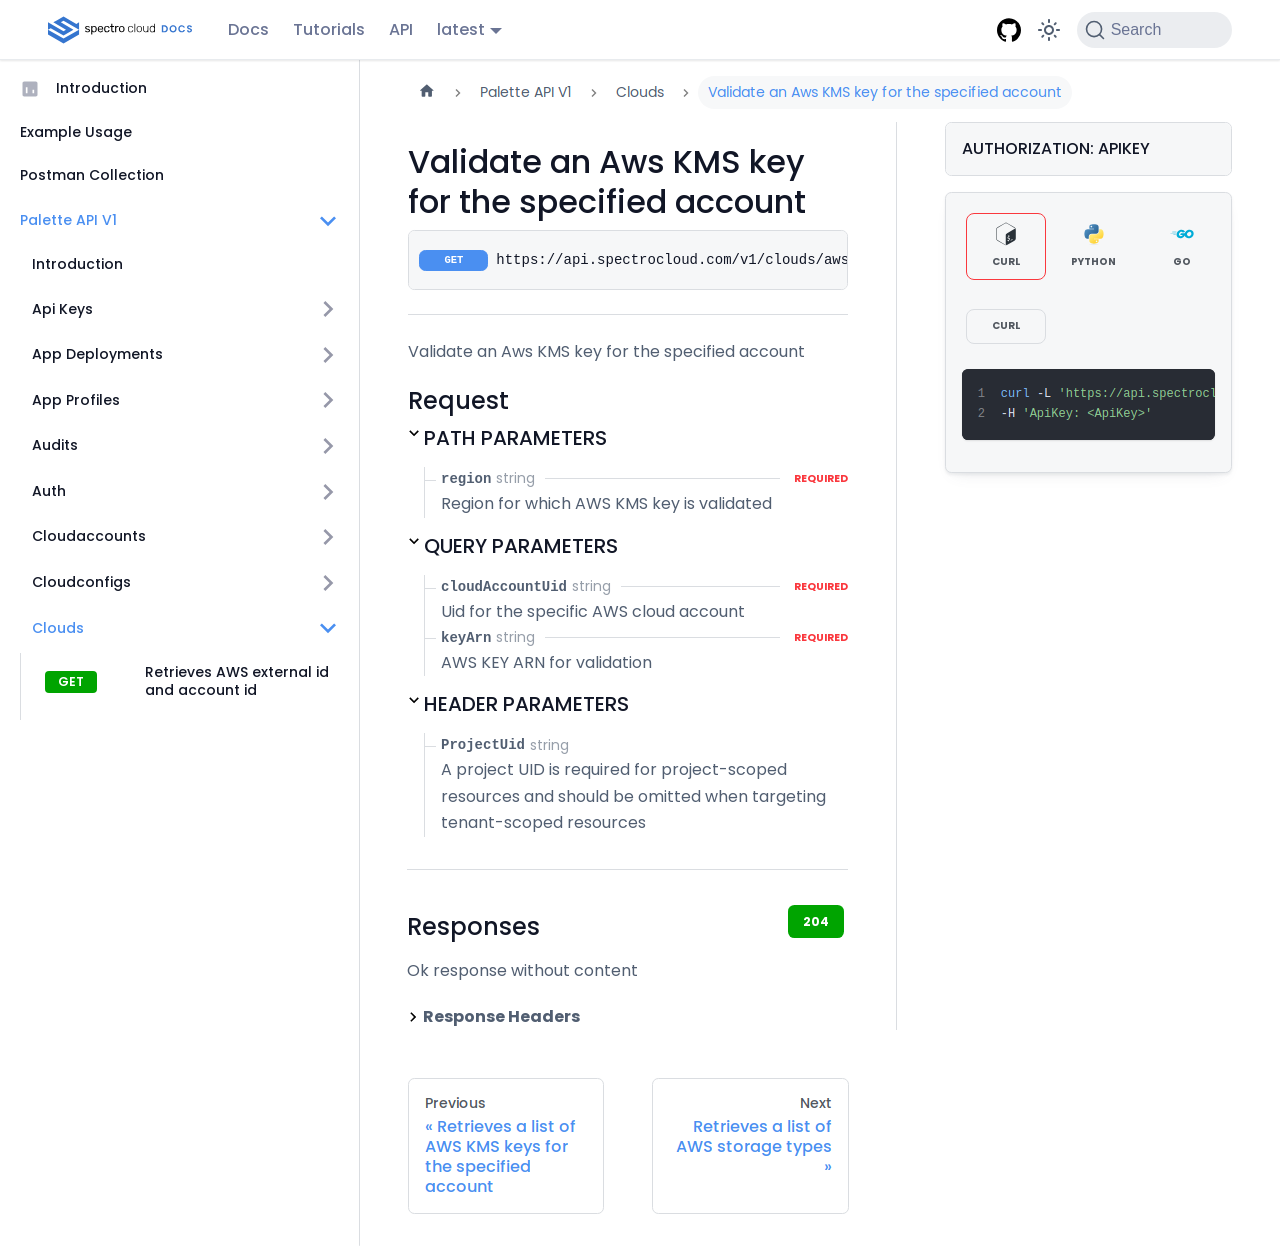 spectro cloud DOCS
Docs
Tutorials
API
latest
Search
Introduction
Example Usage
Postman Collection
Palette API V1
Introduction
Api Keys
App Deployments
App Profiles
Audits
Auth
Cloudaccounts
Cloudconfigs
Clouds
GET
Retrieves AWS external id
and account id
Palette API V1
Clouds
Validate an Aws KMS key for the specified account
Validate an Aws KMS key
for the specified account
GET https://api.spectrocloud.com/v1/clouds/aws
Validate an Aws KMS key for the specified account
Request
PATH PARAMETERS
region string REQUIRED
Region for which AWS KMS key is validated
QUERY PARAMETERS
cloudAccountUid string REQUIRED
Uid for the specific AWS cloud account
keyArn string REQUIRED
AWS KEY ARN for validation
HEADER PARAMETERS
ProjectUid string
A project UID is required for project-scoped
resources and should be omitted when targeting
tenant-scoped resources
Responses
204
Ok response without content
Response Headers
Previous
« Retrieves a list of
AWS KMS keys for
the specified
account
Next
Retrieves a list of
AWS storage types
»
AUTHORIZATION: APIKEY
CURL
PYTHON
GO
CURL
1 curl -L 'https://api.spectrocl
2 -H 'ApiKey: <ApiKey>'